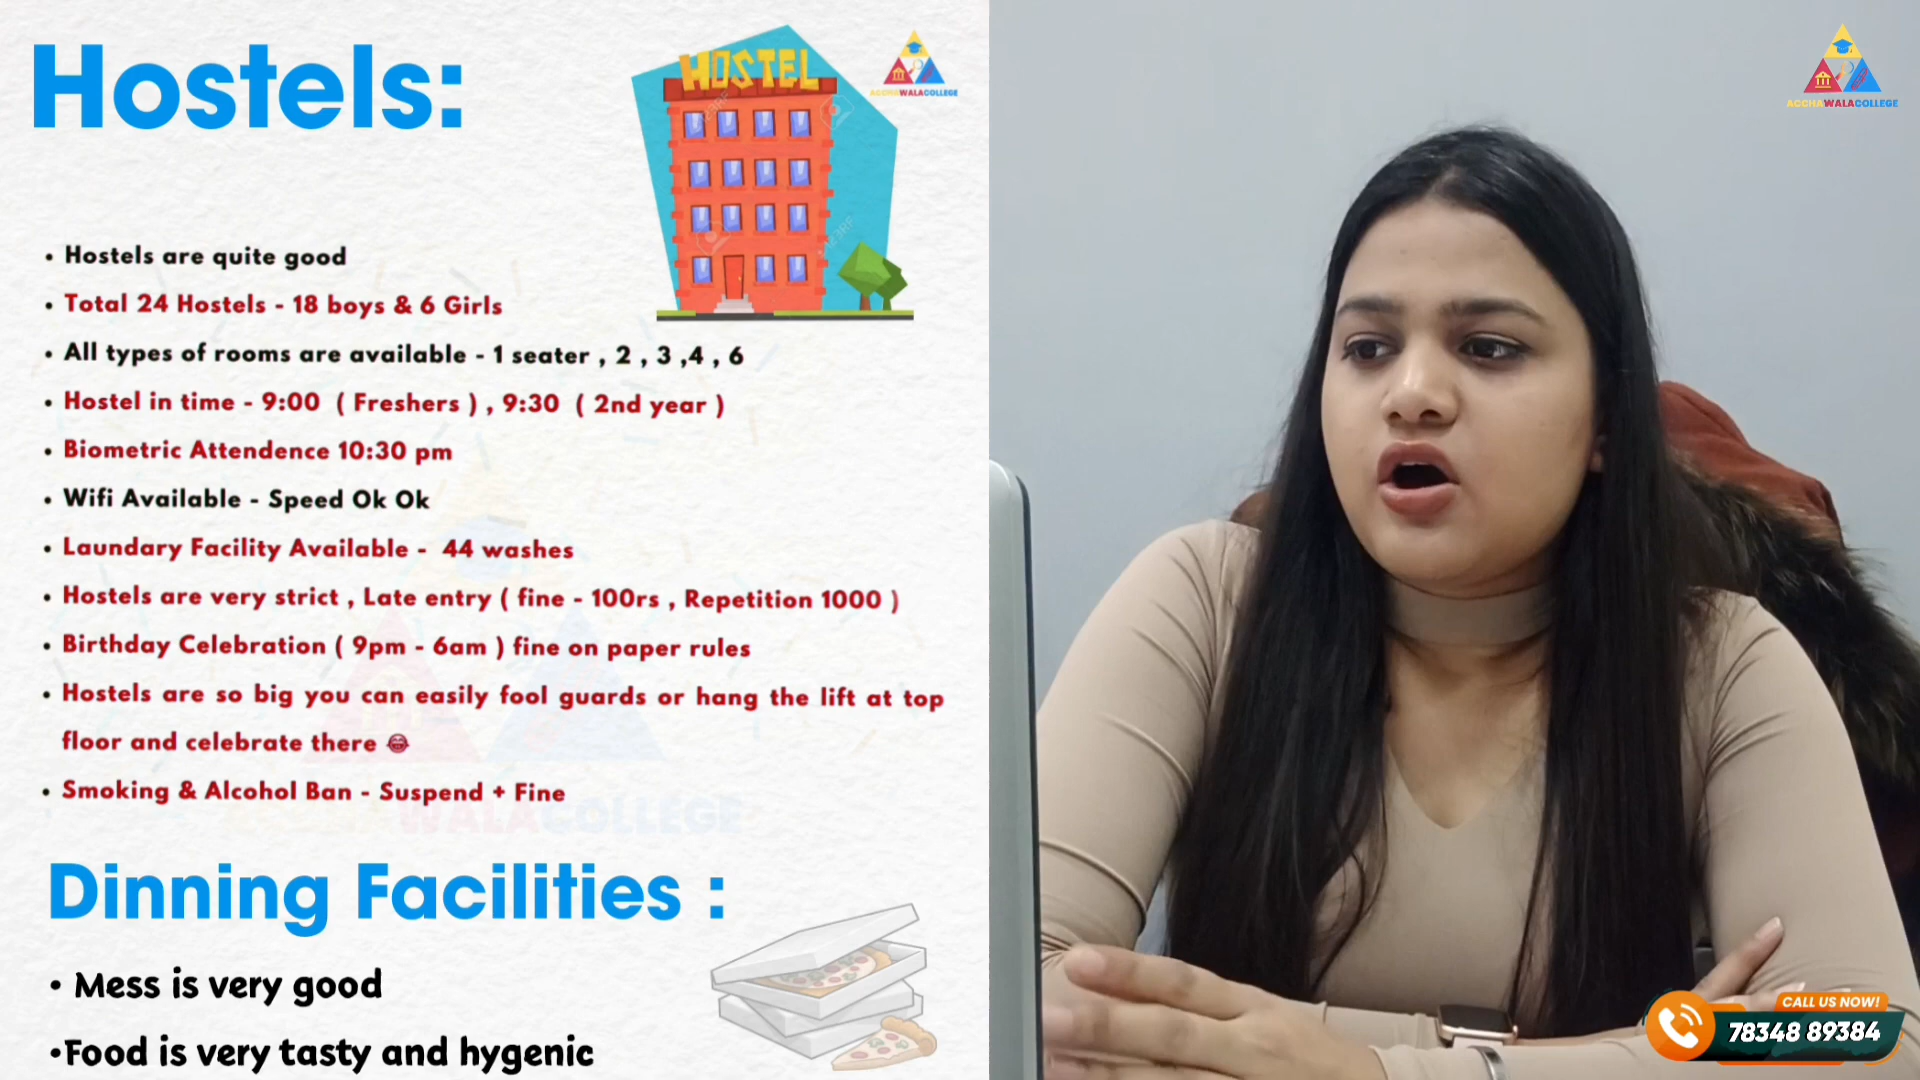 Hostels:
HOSTEL
ACCHAWALACOLLEGE
• Hostels are quite good
• Total 24 Hostels - 18 boys & 6 Girls
• All types of rooms are available - 1 seater , 2 , 3 ,4 , 6
• Hostel in time - 9:00 ( Freshers ) , 9:30 ( 2nd year )
• Biometric Attendence 10:30 pm
• Wifi Available - Speed Ok Ok
• Laundary Facility Available - 44 washes
• Hostels are very strict , Late entry ( fine - 100rs , Repetition 1000 )
• Birthday Celebration ( 9pm - 6am ) fine on paper rules
• Hostels are so big you can easily fool guards or hang the lift at top
floor and celebrate there 😂
• Smoking & Alcohol Ban - Suspend + Fine
WALACOLLEGE
Dinning Facilities :
• Mess is very good
•Food is very tasty and hygenic
ACCHAWALACOLLEGE
CALL US NOW!
78348 89384